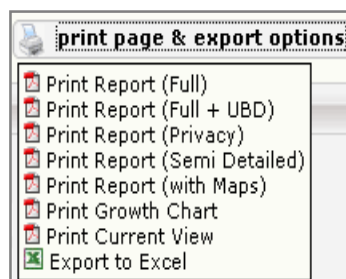 print page & export options
Print Report (Full)
Print Report (Full + UBD)
Print Report (Privacy)
Print Report (Semi Detailed)
Print Report (with Maps)
Print Growth Chart
Print Current View
Export to Excel